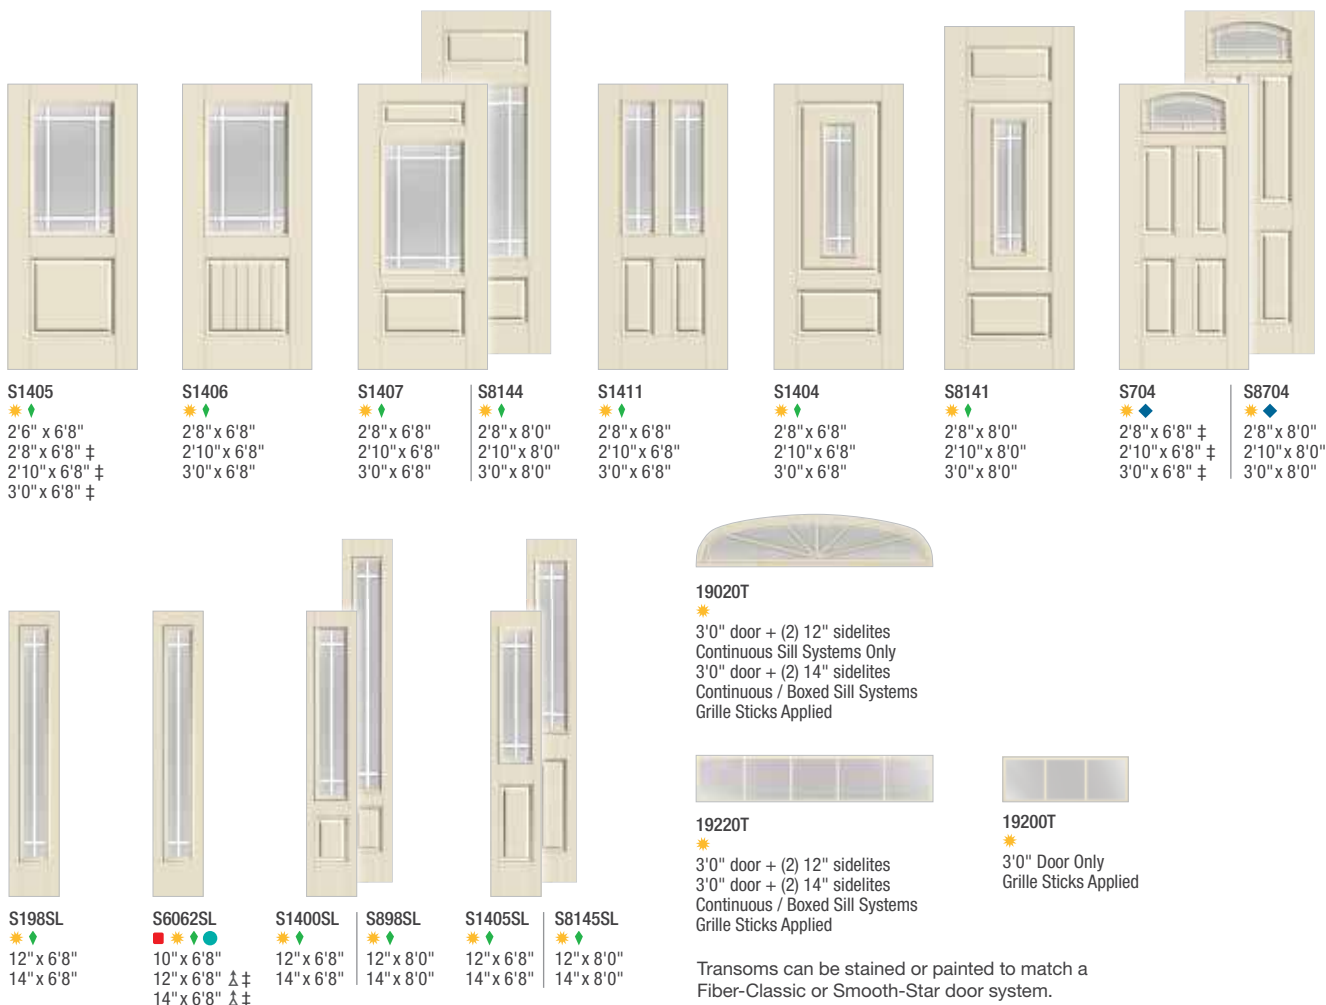 S1405
2'6" x 6'8"
2'8" x 6'8" ‡
2'10" x 6'8" ‡
3'0" x 6'8" ‡
S1406
2'8" x 6'8"
2'10" x 6'8"
3'0" x 6'8"
S1407
2'8" x 6'8"
2'10" x 6'8"
3'0" x 6'8"
S8144
2'8" x 8'0"
2'10" x 8'0"
3'0" x 8'0"
S1411
2'8" x 6'8"
2'10" x 6'8"
3'0" x 6'8"
S1404
2'8" x 6'8"
2'10" x 6'8"
3'0" x 6'8"
S8141
2'8" x 8'0"
2'10" x 8'0"
3'0" x 8'0"
S704
2'8" x 6'8" ‡
2'10" x 6'8" ‡
3'0" x 6'8" ‡
S8704
2'8" x 8'0"
2'10" x 8'0"
3'0" x 8'0"
19020T
3'0" door + (2) 12" sidelites
Continuous Sill Systems Only
3'0" door + (2) 14" sidelites
Continuous / Boxed Sill Systems
Grille Sticks Applied
19220T
3'0" door + (2) 12" sidelites
3'0" door + (2) 14" sidelites
Continuous / Boxed Sill Systems
Grille Sticks Applied
19200T
3'0" Door Only
Grille Sticks Applied
S198SL
12" x 6'8"
14" x 6'8"
S6062SL
10" x 6'8"
12" x 6'8" ‡
14" x 6'8" ‡
S1400SL
12" x 6'8"
14" x 6'8"
S898SL
12" x 8'0"
14" x 8'0"
S1405SL
12" x 6'8"
14" x 6'8"
S8145SL
12" x 8'0"
14" x 8'0"
Transoms can be stained or painted to match a
Fiber-Classic or Smooth-Star door system.